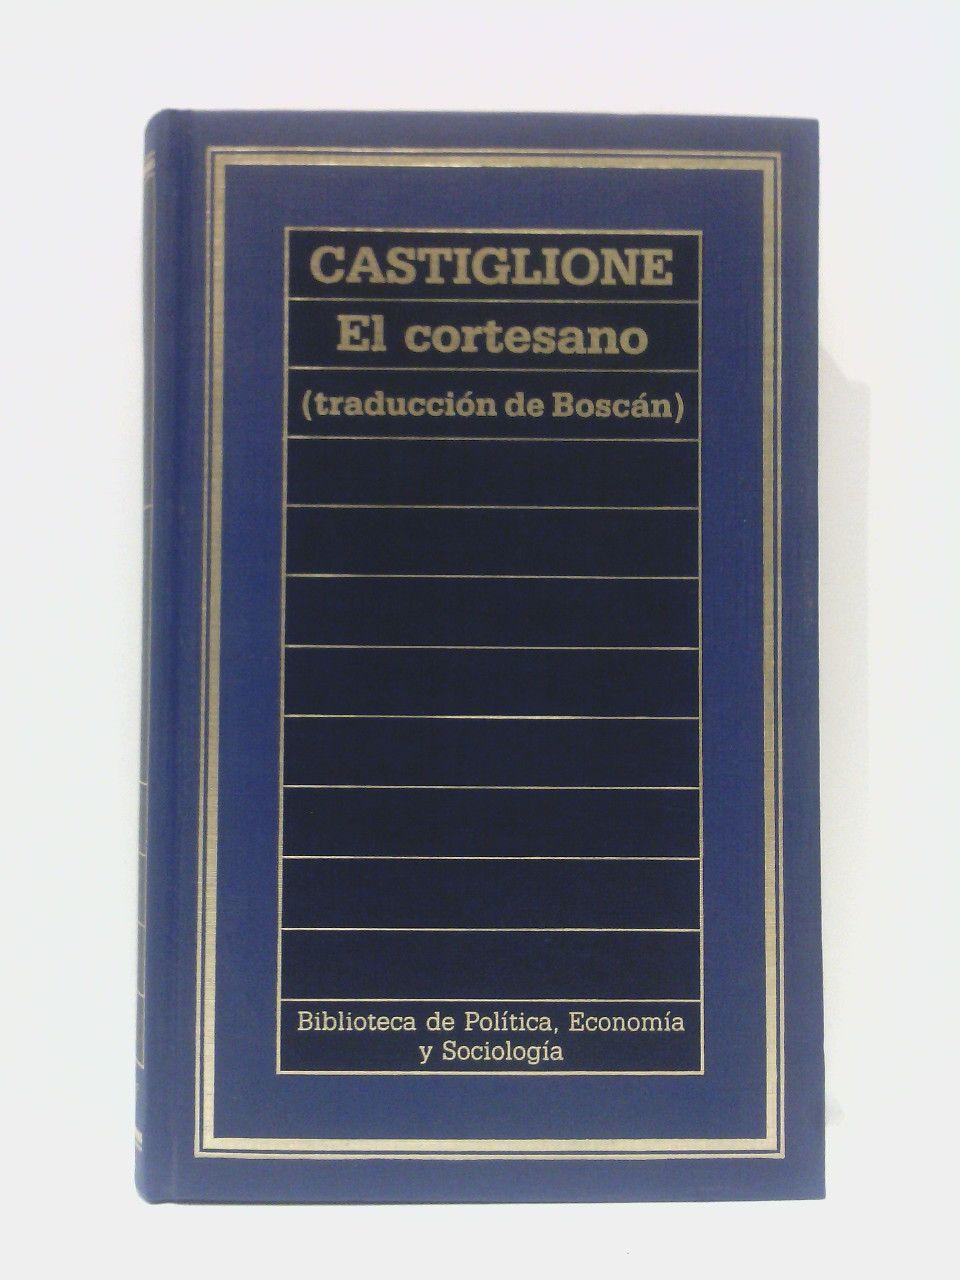 CASTIGLIONE
El cortesano
(traducción de Boscán)
Biblioteca de Política, Economía
y Sociología